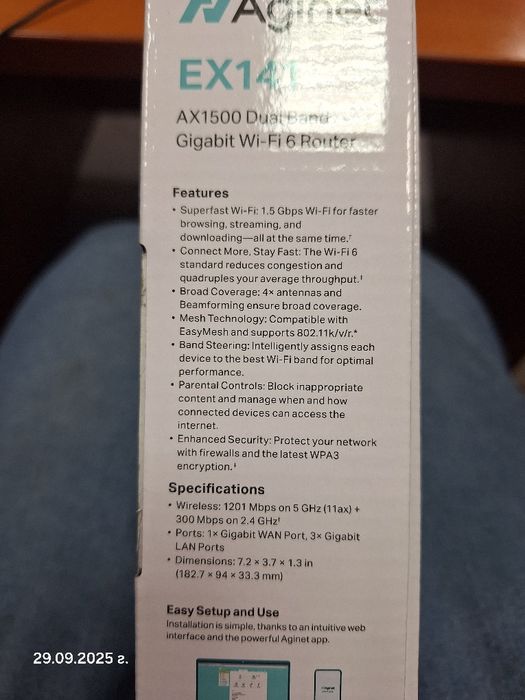 Aginet
EX141
AX1500 Dual Band
Gigabit Wi-Fi 6 Router
Features
• Superfast Wi-Fi: 1.5 Gbps Wi-Fi for faster
browsing, streaming, and
downloading—all at the same time.†
• Connect More, Stay Fast: The Wi-Fi 6
standard reduces congestion and
quadruples your average throughput.‡
• Broad Coverage: 4× antennas and
Beamforming ensure broad coverage.
• Mesh Technology: Compatible with
EasyMesh and supports 802.11k/v/r.*
• Band Steering: Intelligently assigns each
device to the best Wi-Fi band for optimal
performance.
• Parental Controls: Block inappropriate
content and manage when and how
connected devices can access the
internet.
• Enhanced Security: Protect your network
with firewalls and the latest WPA3
encryption.‡
Specifications
• Wireless: 1201 Mbps on 5 GHz (11ax) +
300 Mbps on 2.4 GHz†
• Ports: 1× Gigabit WAN Port, 3× Gigabit
LAN Ports
• Dimensions: 7.2 × 3.7 × 1.3 in
(182.7 × 94 × 33.3 mm)
Easy Setup and Use
Installation is simple, thanks to an intuitive web
interface and the powerful Aginet app.
29.09.2025 г.